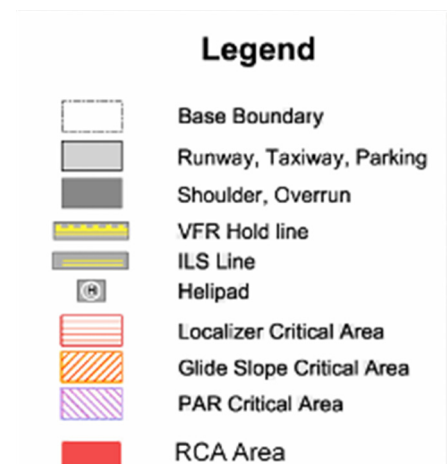 Legend
Base Boundary
Runway, Taxiway, Parking
Shoulder, Overrun
VFR Hold line
ILS Line
H Helipad
Localizer Critical Area
Glide Slope Critical Area
PAR Critical Area
RCA Area